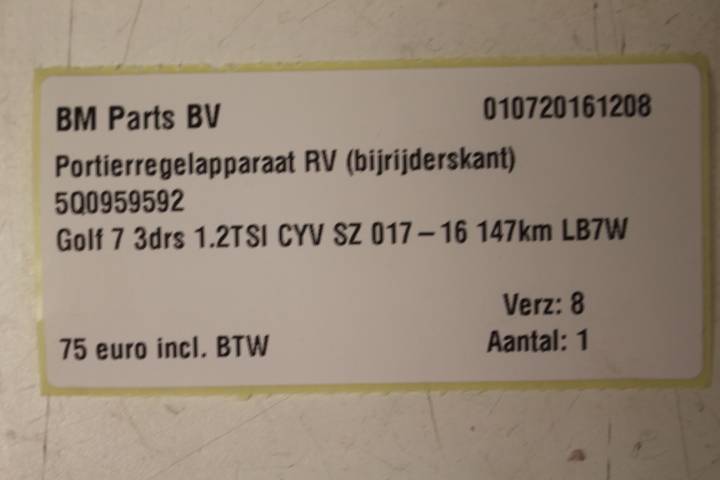 BM Parts BV 010720161208
Portierregelapparaat RV (bijrijderskant)
5Q0959592
Golf 7 3drs 1.2TSI CYV SZ 017-16 147km LB7W
Verz: 8
75 euro incl. BTW Aantal: 1